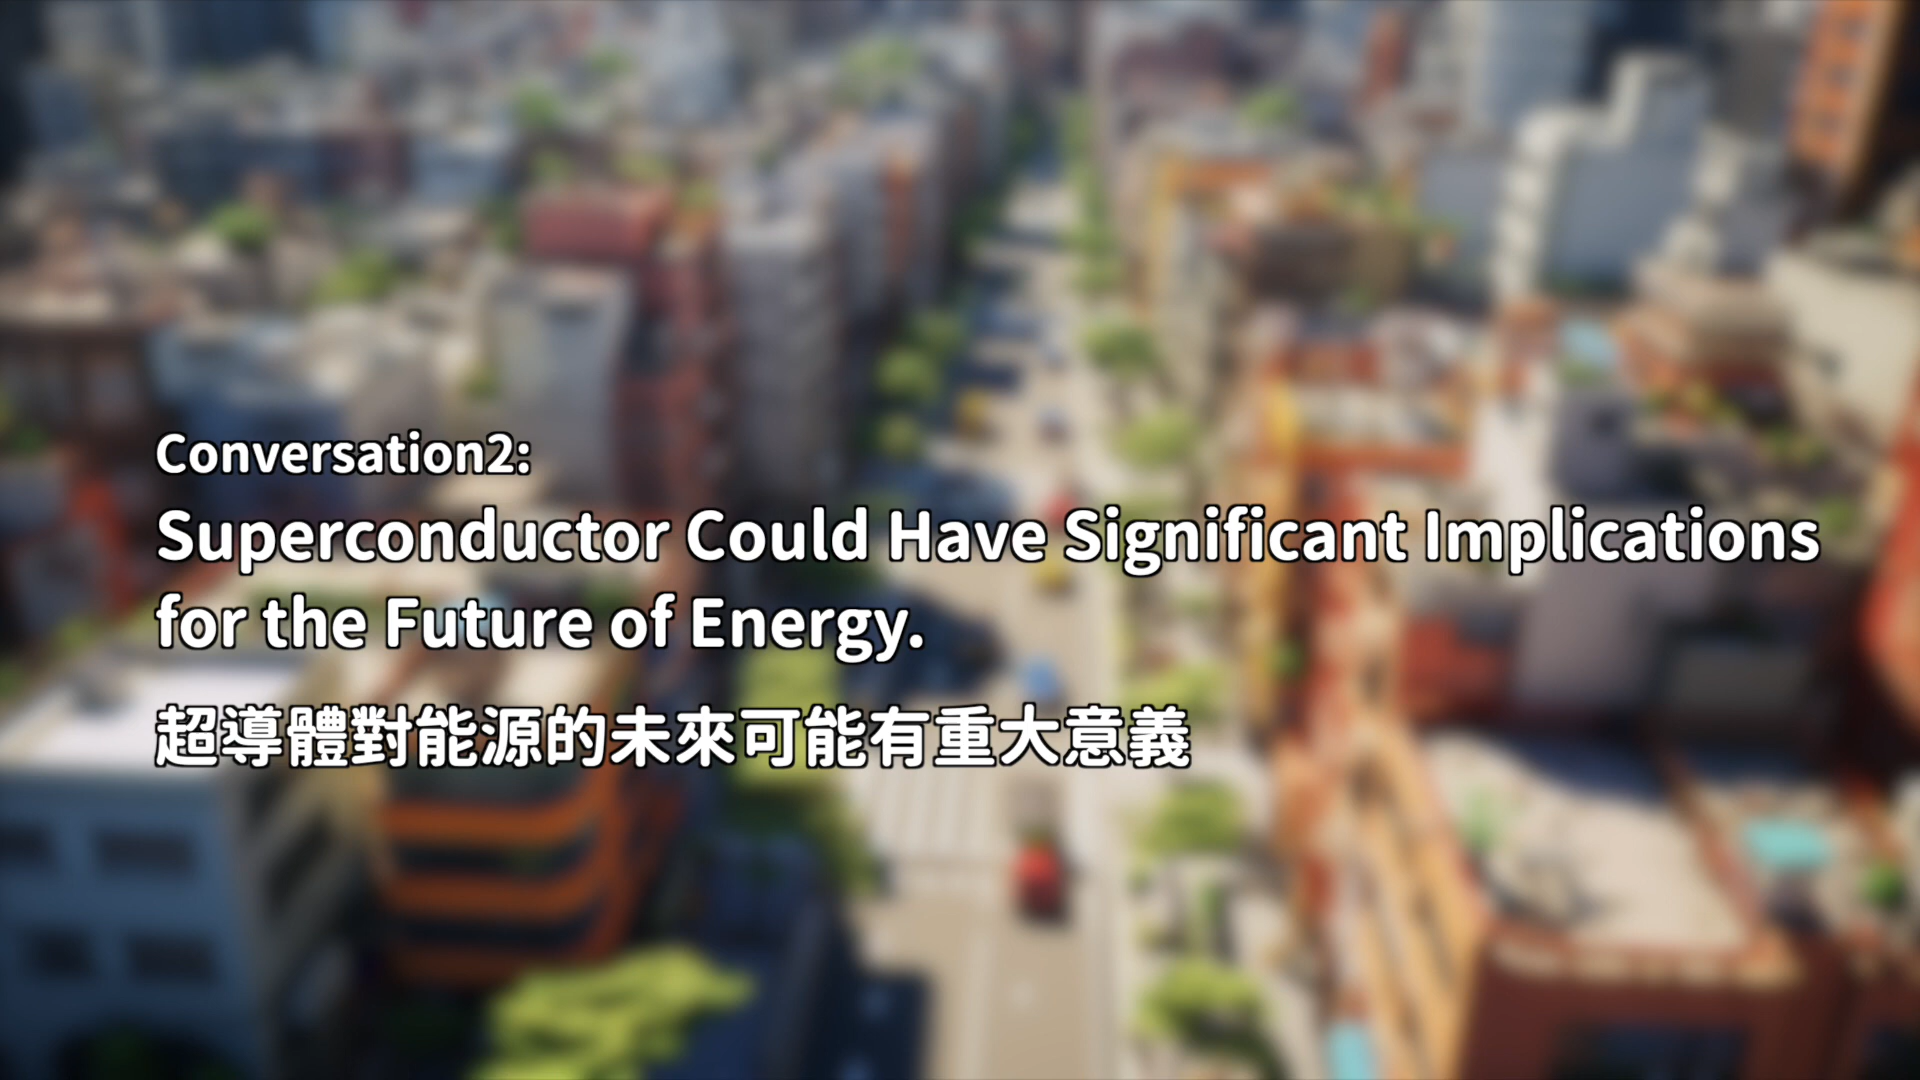 Conversation2:
Superconductor Could Have Significant Implications
for the Future of Energy.
超導體對能源的未來可能有重大意義